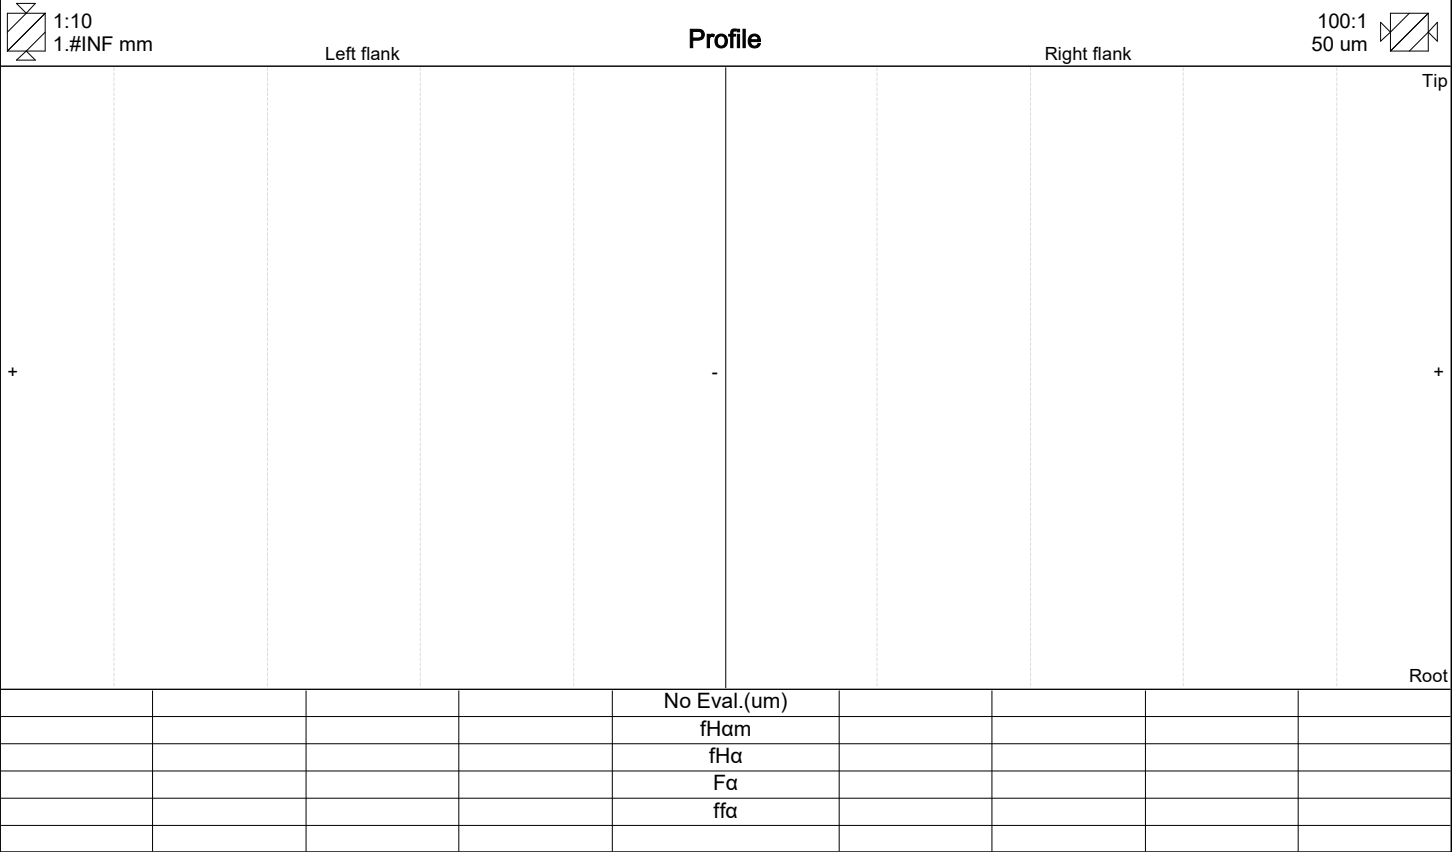 1:10
1.#INF mm
Left flank
Profile
Right flank
100:1
50 um
Tip
+
-
+
Root
No Eval.(um)
fHαm
fHα
Fα
ffα